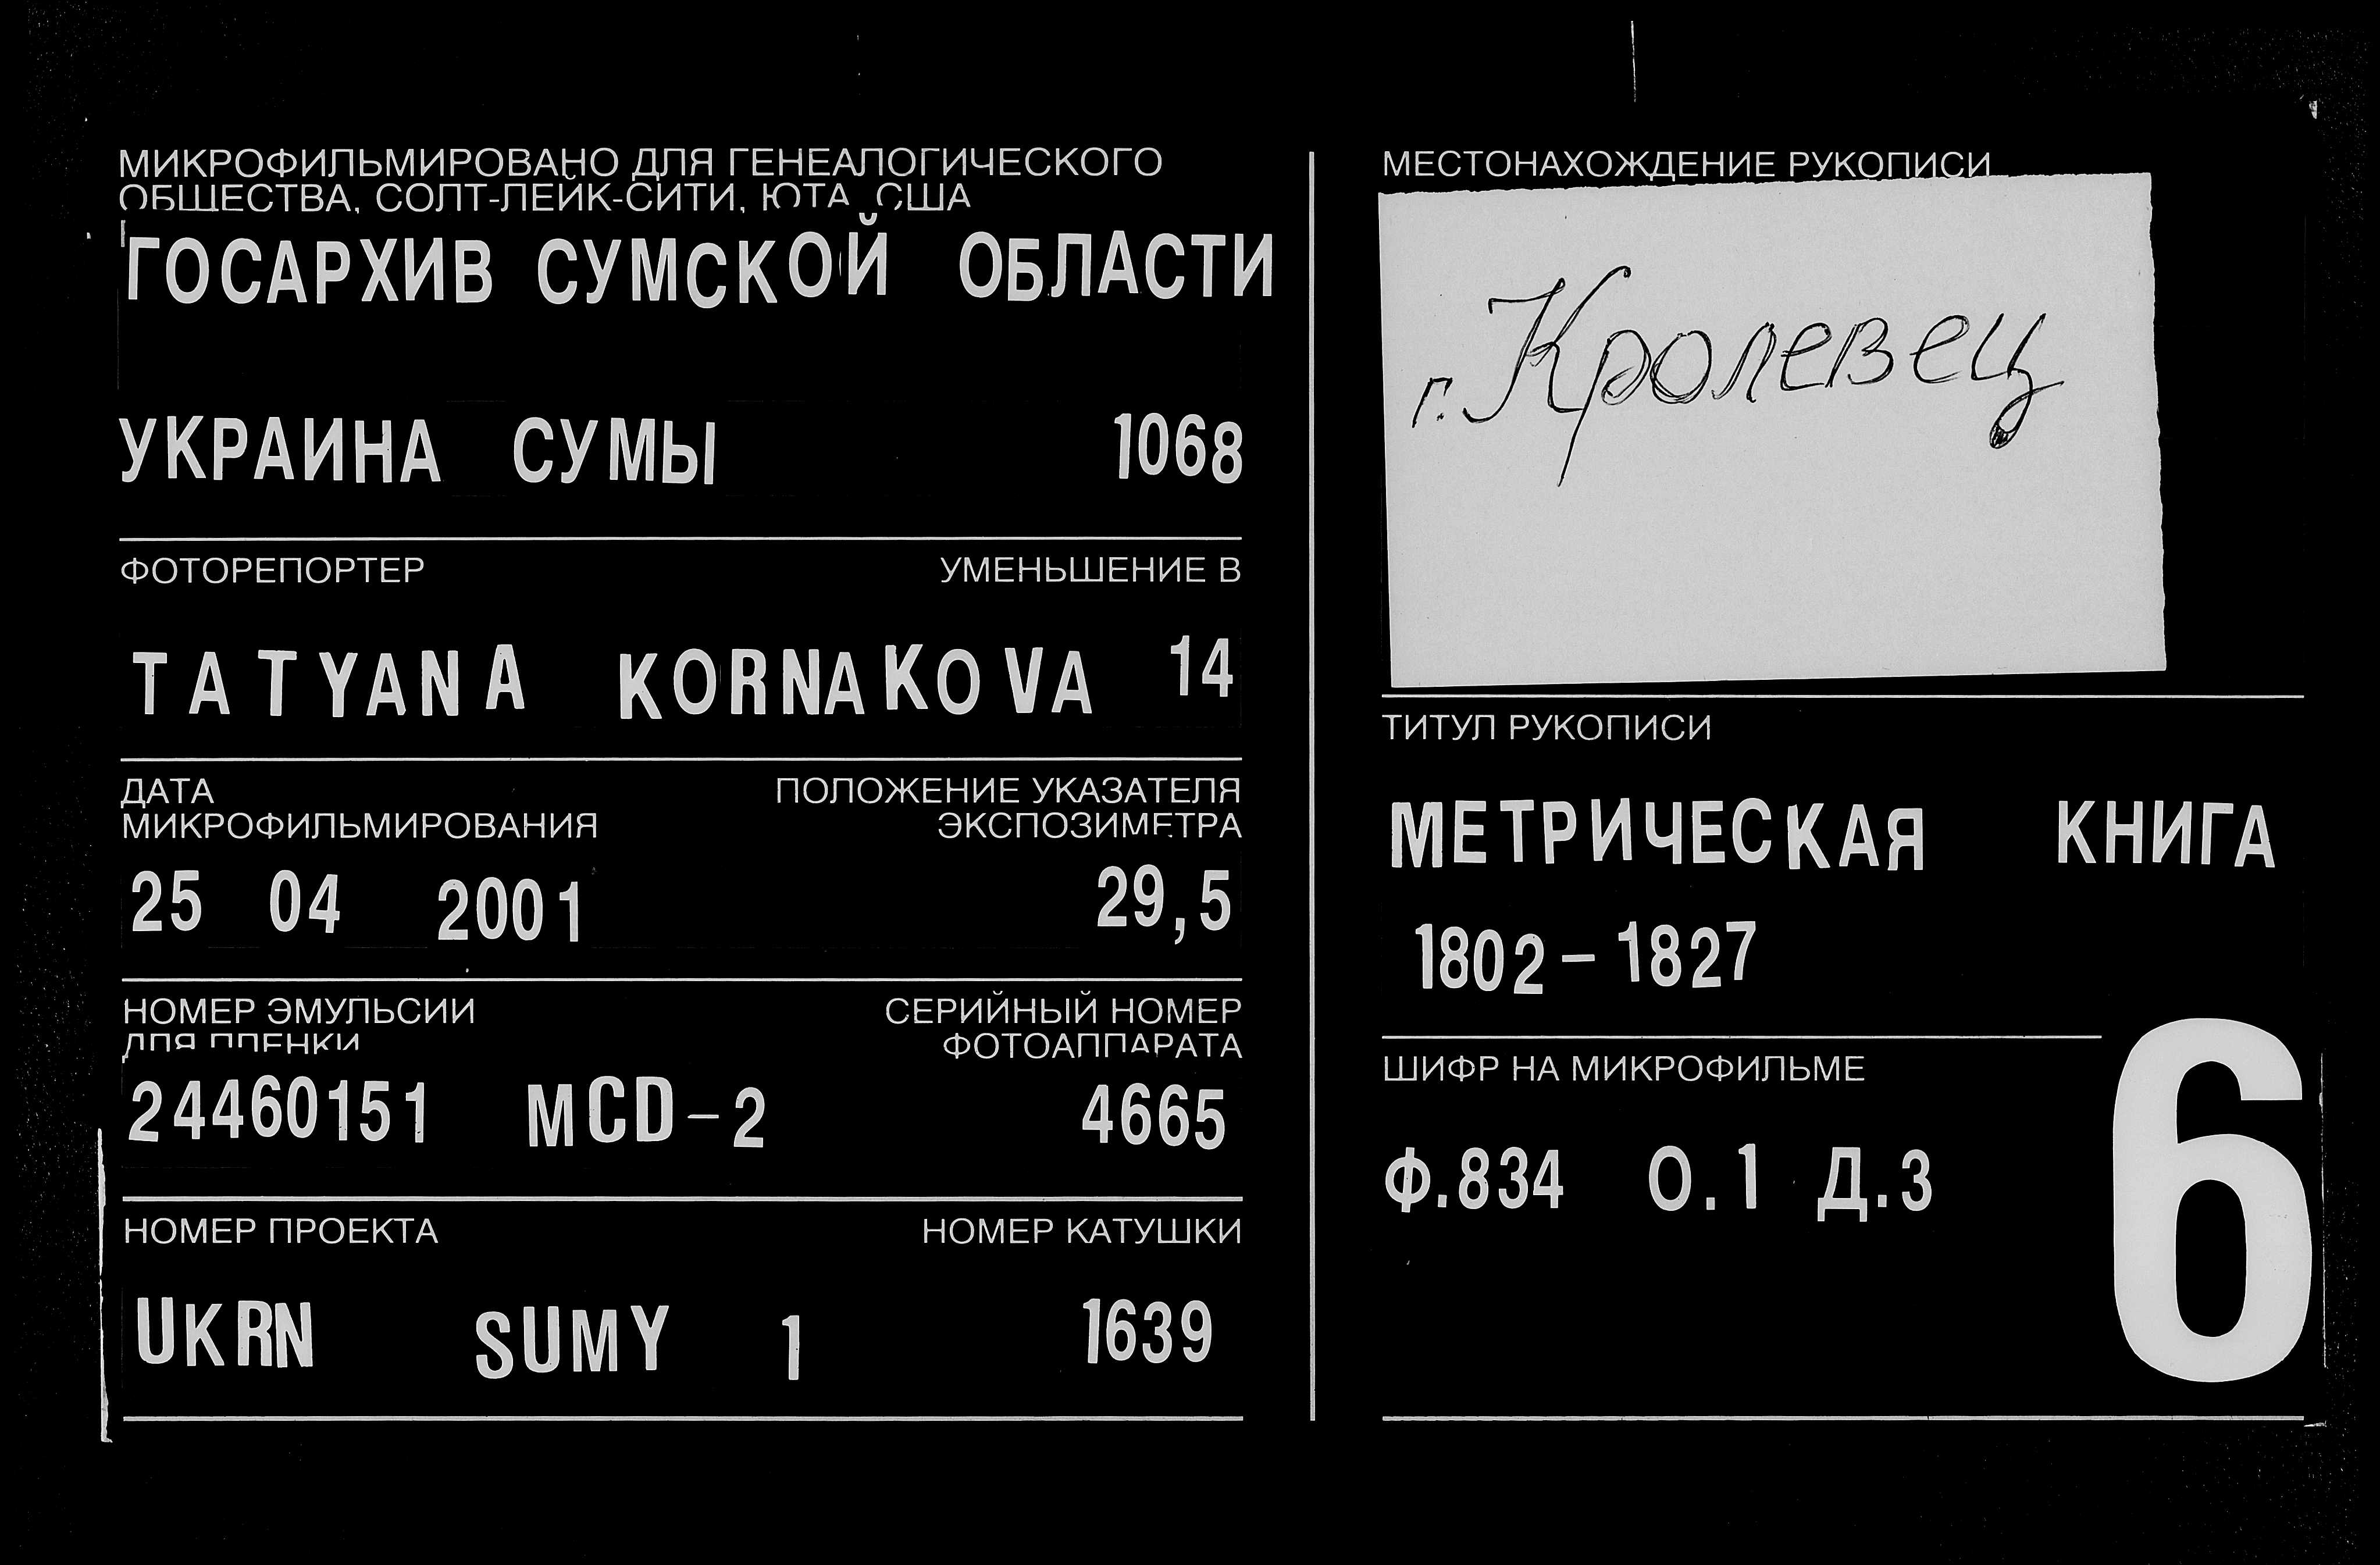 МИКРОФИЛЬМИРОВАНО ДЛЯ ГЕНЕАЛОГИЧЕСКОГО
ОБЩЕСТВА, СОЛТ-ЛЕЙК-СИТИ, ЮТА, США
ГОСАРХИВ СУМСКОЙ ОБЛАСТИ
УКРАИНА СУМЫ 1068
ФОТОРЕПОРТЕР УМЕНЬШЕНИЕ В
TATYANA KORNAKOVA 14
ДАТА ПОЛОЖЕНИЕ УКАЗАТЕЛЯ
МИКРОФИЛЬМИРОВАНИЯ ЭКСПОЗИМЕТРА
25 04 2001 29,5
НОМЕР ЭМУЛЬСИИ СЕРИЙНЫЙ НОМЕР
ДЛЯ ПЛЕНКИ ФОТОАППАРАТА
24460151 MCD-2 4665
НОМЕР ПРОЕКТА НОМЕР КАТУШКИ
UKRN SUMY 1 1639
МЕСТОНАХОЖДЕНИЕ РУКОПИСИ
г. Кролевец
ТИТУЛ РУКОПИСИ
МЕТРИЧЕСКАЯ КНИГА
1802-1827
ШИФР НА МИКРОФИЛЬМЕ
Ф.834 О.1 Д.3
6